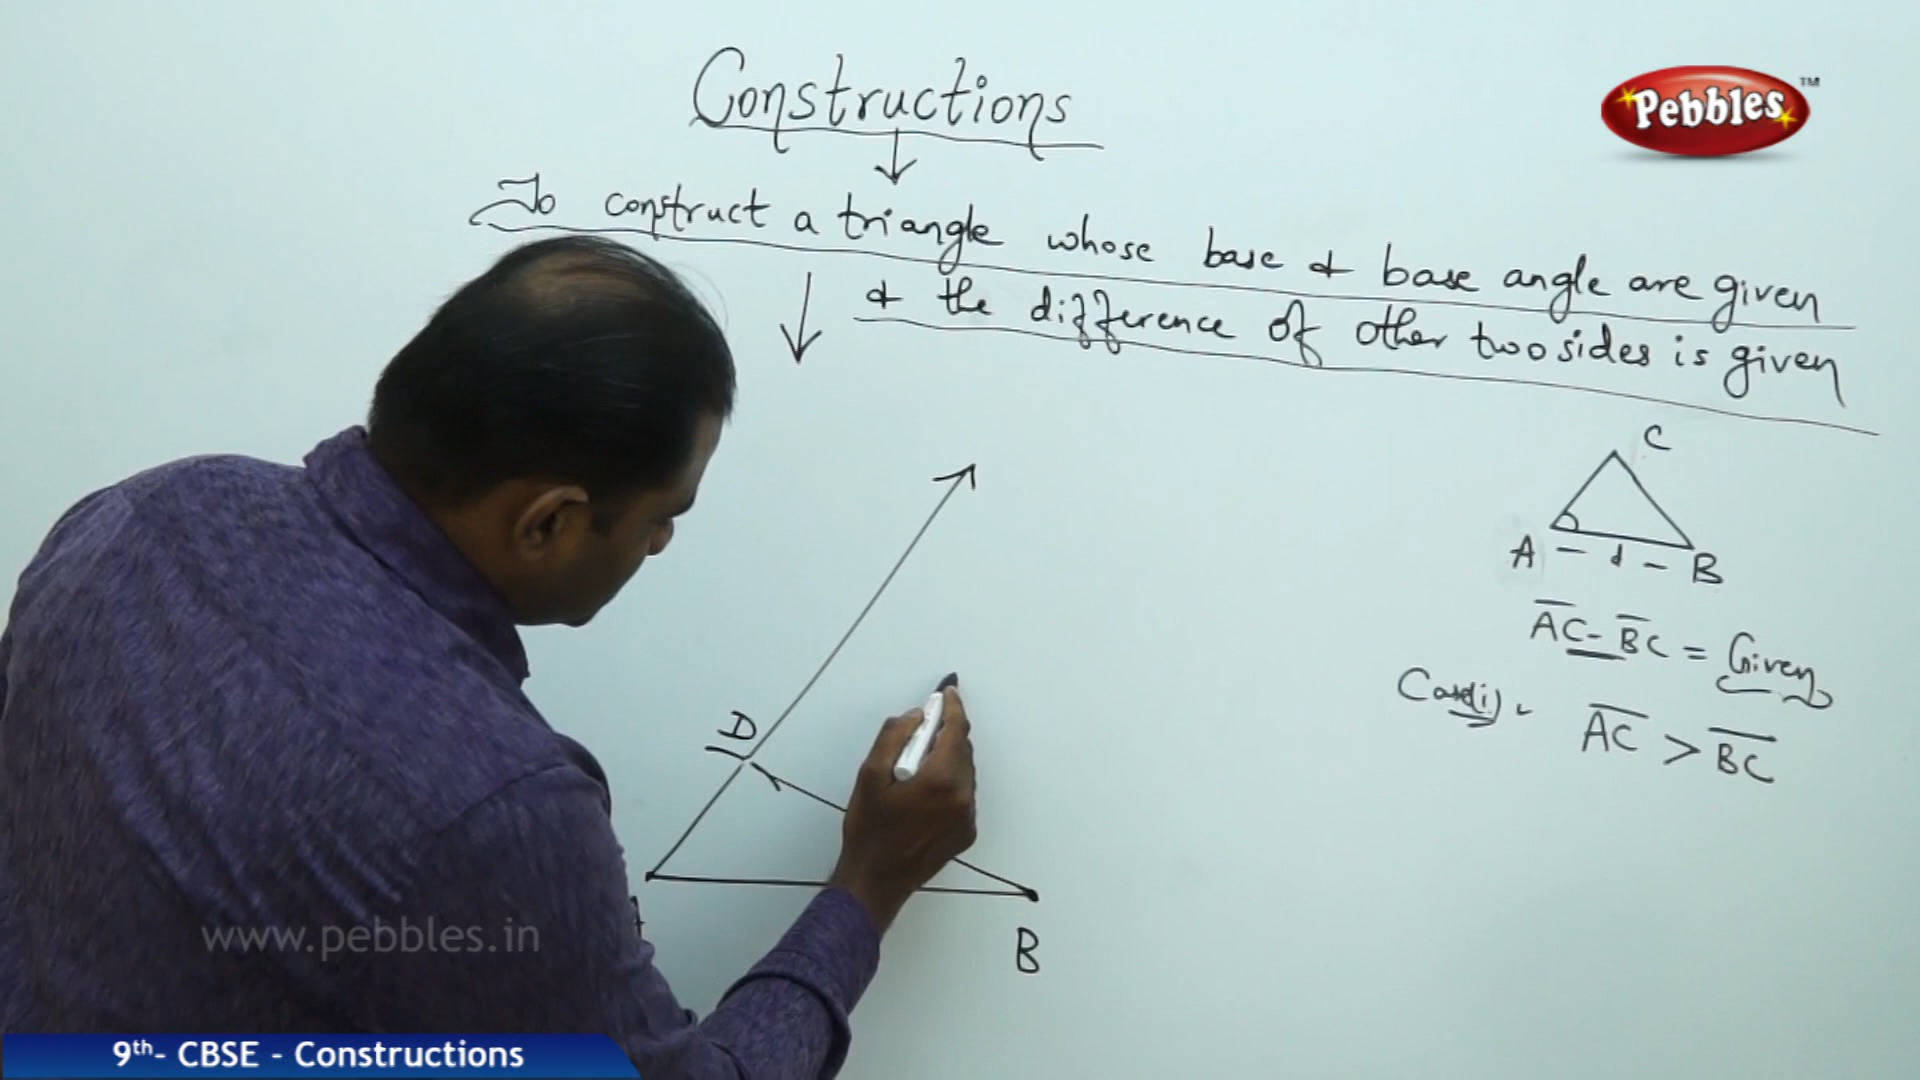 Constructions
Pebbles™
To construct a triangle whose base & base angle are given
& the difference of other two sides is given
C
A - d - B
AC - BC = Given
Case(i)
AC > BC
D
B
www.pebbles.in
9th- CBSE - Constructions